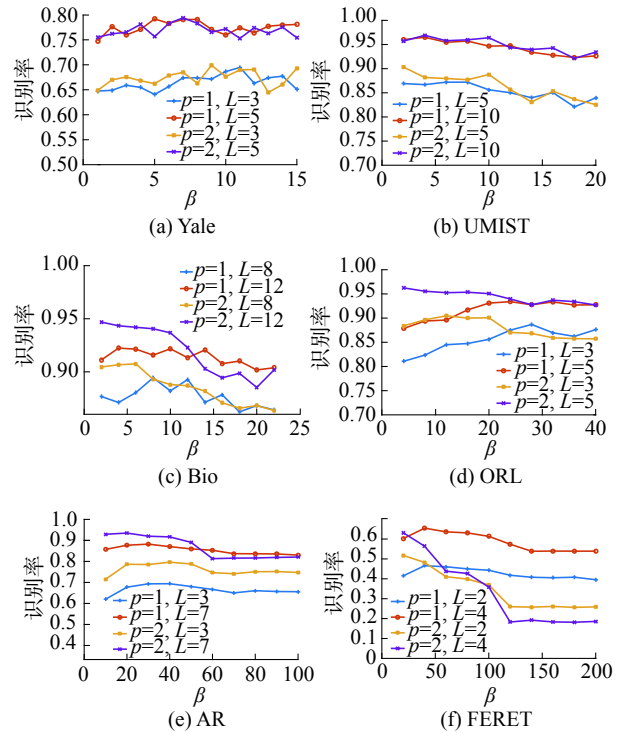 0.80
0.75
0.70
0.65
0.60
0.55
0.50
识别率
p=1, L=3
p=1, L=5
p=2, L=3
p=2, L=5
0 5 10 15
β
(a) Yale
1.00
0.95
0.90
0.85
0.80
0.75
0.70
识别率
p=1, L=5
p=1, L=10
p=2, L=5
p=2, L=10
0 10 20
β
(b) UMIST
1.00
0.95
0.90
识别率
p=1, L=8
p=1, L=12
p=2, L=8
p=2, L=12
0 5 10 15 20 25
β
(c) Bio
1.00
0.95
0.90
0.85
0.80
0.75
0.70
识别率
p=1, L=3
p=1, L=5
p=2, L=3
p=2, L=5
0 10 20 30 40
β
(d) ORL
1.0
0.9
0.8
0.7
0.6
0.5
0.4
识别率
p=1, L=3
p=1, L=7
p=2, L=3
p=2, L=7
0 20 40 60 80 100
β
(e) AR
0.6
0.5
0.4
0.3
0.2
0.1
0
识别率
p=1, L=2
p=1, L=4
p=2, L=2
p=2, L=4
0 50 100 150 200
β
(f) FERET